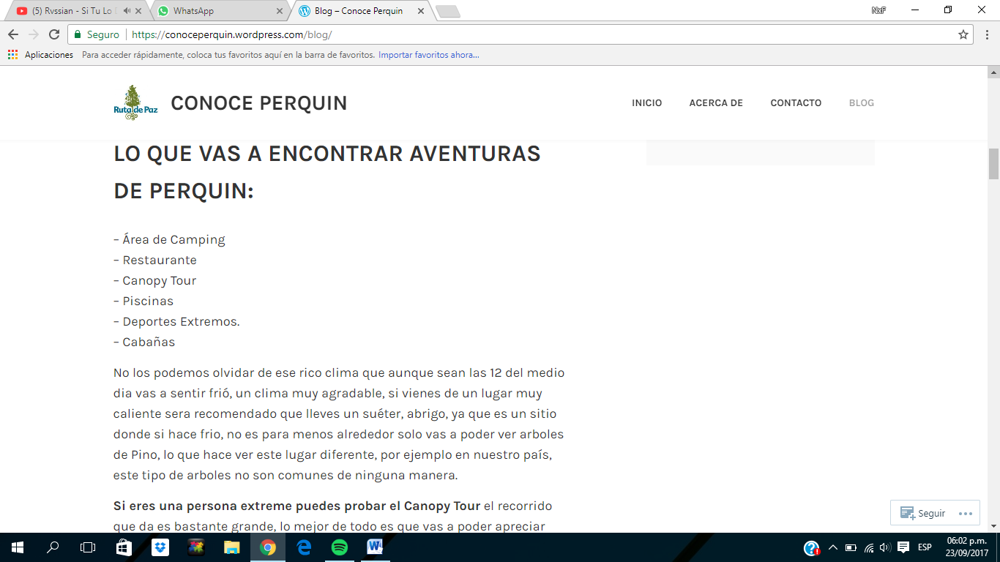 (5) Rvssian - Si Tu Lo
WhatsApp
Blog – Conoce Perquin
NxF
Seguro
https://conoceperquin.wordpress.com/blog/
Aplicaciones
Para acceder rápidamente, coloca tus favoritos aquí en la barra de favoritos. Importar favoritos ahora...
Ruta de Paz
CONOCE PERQUIN
INICIO
ACERCA DE
CONTACTO
BLOG
LO QUE VAS A ENCONTRAR AVENTURAS
DE PERQUIN:
– Área de Camping
– Restaurante
– Canopy Tour
– Piscinas
– Deportes Extremos.
– Cabañas
No los podemos olvidar de ese rico clima que aunque sean las 12 del medio
dia vas a sentir frió, un clima muy agradable, si vienes de un lugar muy
caliente sera recomendado que lleves un suéter, abrigo, ya que es un sitio
donde si hace frio, no es para menos alrededor solo vas a poder ver arboles
de Pino, lo que hace ver este lugar diferente, por ejemplo en nuestro país,
este tipo de arboles no son comunes de ninguna manera.
Si eres una persona extreme puedes probar el Canopy Tour el recorrido
que da es bastante grande, lo mejor de todo es que vas a poder apreciar
Seguir
ESP
06:02 p.m.
23/09/2017